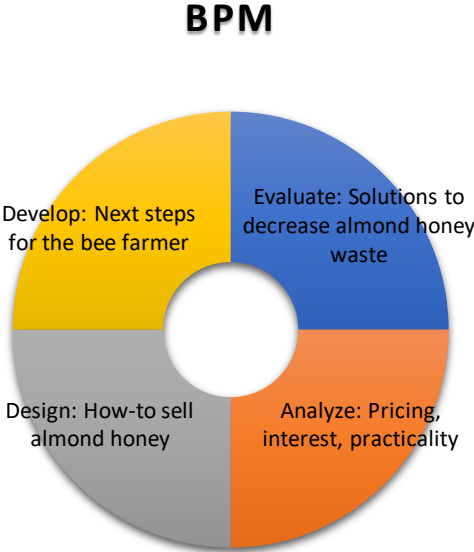 BPM
Evaluate: Solutions to
decrease almond honey
waste
Analyze: Pricing,
interest, practicality
Design: How-to sell
almond honey
Develop: Next steps
for the bee farmer